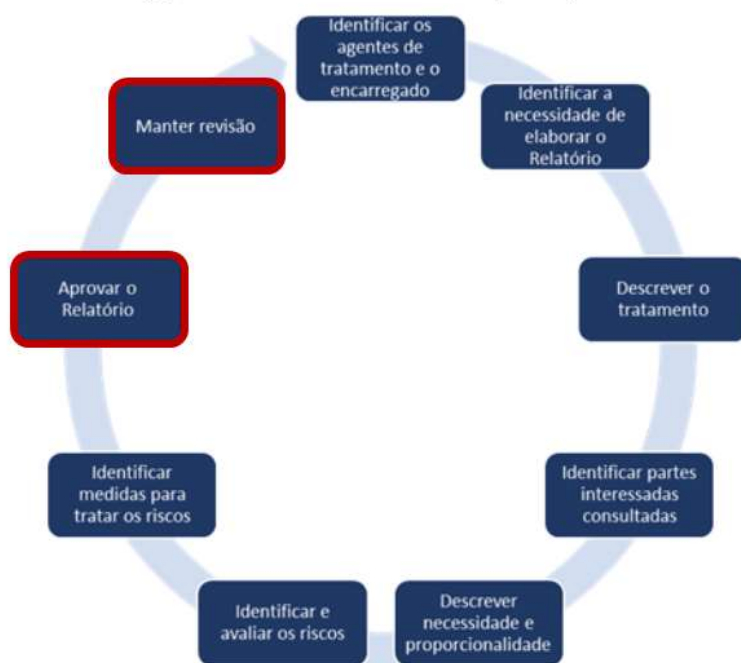 Identificar os
agentes de
tratamento e o
encarregado
Identificar a
necessidade de
elaborar o
Relatório
Descrever o
tratamento
Identificar partes
interessadas
consultadas
Descrever
necessidade e
proporcionalidade
Identificar e
avaliar os riscos
Identificar
medidas para
tratar os riscos
Aprovar o
Relatório
Manter revisão